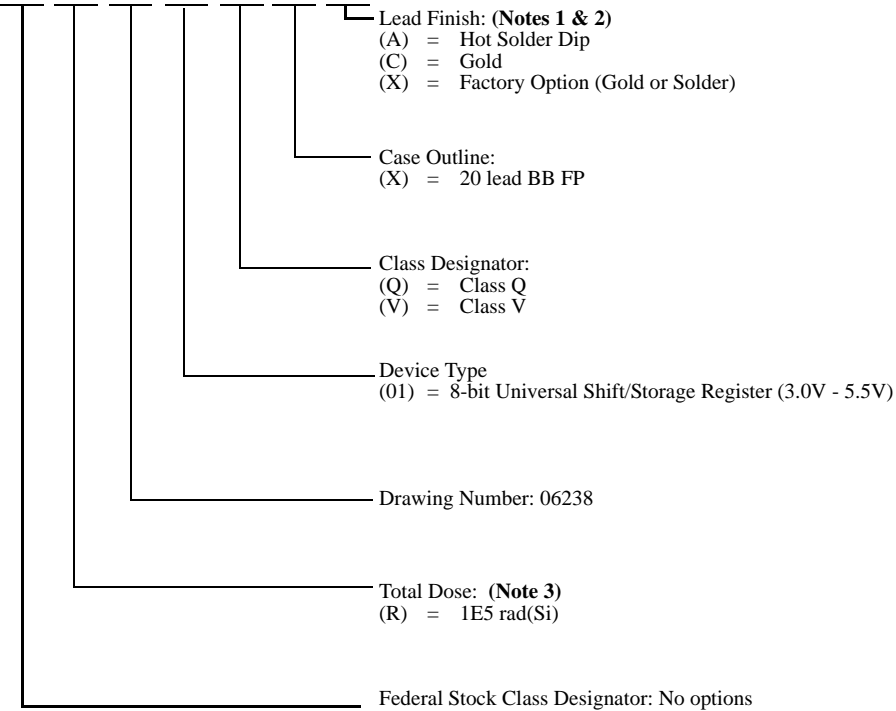 Lead Finish: (Notes 1 & 2)
(A) = Hot Solder Dip
(C) = Gold
(X) = Factory Option (Gold or Solder)
Case Outline:
(X) = 20 lead BB FP
Class Designator:
(Q) = Class Q
(V) = Class V
Device Type
(01) = 8-bit Universal Shift/Storage Register (3.0V - 5.5V)
Drawing Number: 06238
Total Dose: (Note 3)
(R) = 1E5 rad(Si)
Federal Stock Class Designator: No options